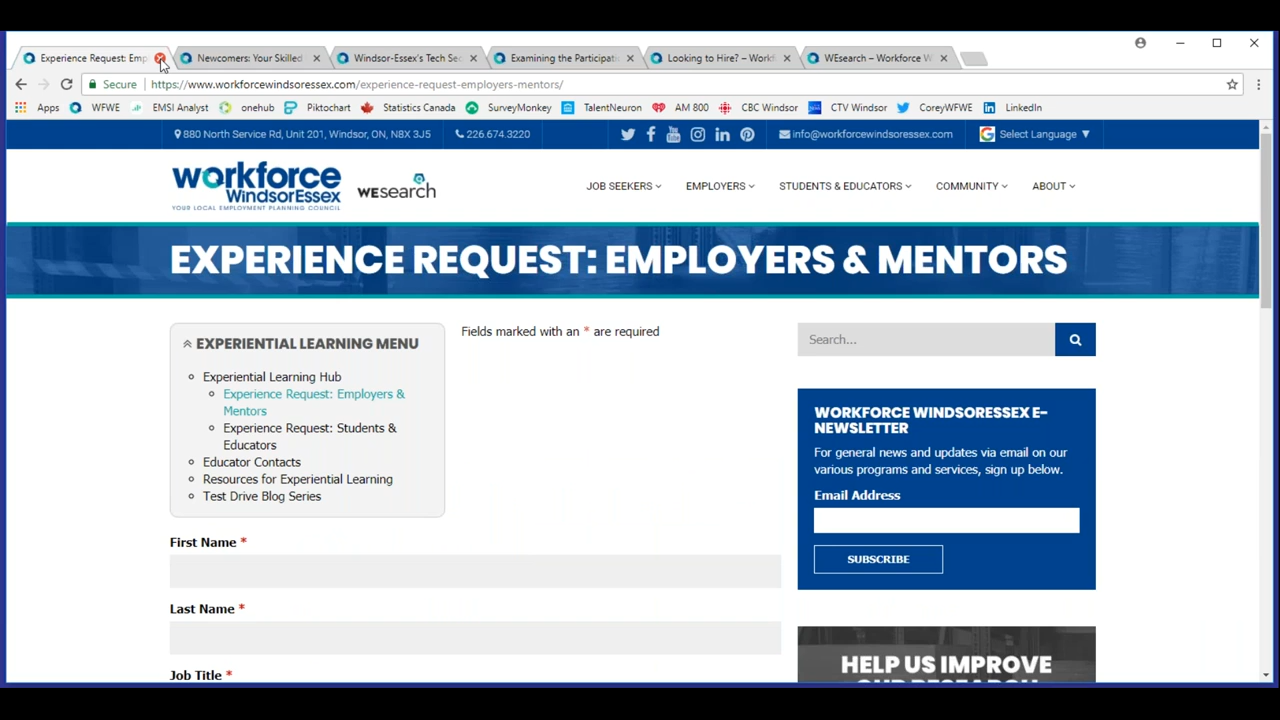 Experience Request: Emp
Newcomers: Your Skilled
Windsor-Essex's Tech Sec
Examining the Participati
Looking to Hire? – Workf
WEsearch – Workforce W
Secure
https://www.workforcewindsoressex.com/experience-request-employers-mentors/
Apps
WFWE
EMSI Analyst
onehub
Piktochart
Statistics Canada
SurveyMonkey
TalentNeuron
AM 800
CBC Windsor
CTV Windsor
CoreyWFWE
LinkedIn
880 North Service Rd, Unit 201, Windsor, ON, N8X 3J5
226.674.3220
info@workforcewindsoressex.com
Select Language ▼
workforce
WindsorEssex
YOUR LOCAL EMPLOYMENT PLANNING COUNCIL
WEsearch
JOB SEEKERS
EMPLOYERS
STUDENTS & EDUCATORS
COMMUNITY
ABOUT
EXPERIENCE REQUEST: EMPLOYERS & MENTORS
EXPERIENTIAL LEARNING MENU
Experiential Learning Hub
Experience Request: Employers &
Mentors
Experience Request: Students &
Educators
Educator Contacts
Resources for Experiential Learning
Test Drive Blog Series
Fields marked with an * are required
First Name *
Last Name *
Job Title *
Search...
WORKFORCE WINDSORESSEX E-
NEWSLETTER
For general news and updates via email on our
various programs and services, sign up below.
Email Address
SUBSCRIBE
HELP US IMPROVE
OUR RESEARCH